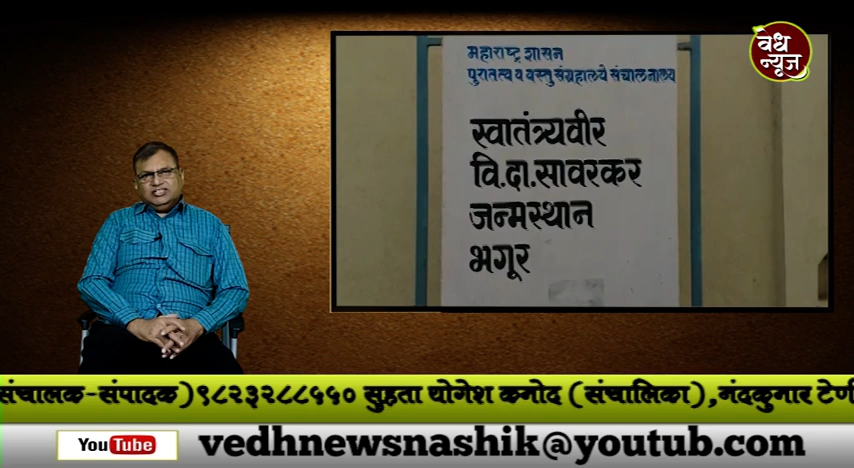 महाराष्ट्र शासन
पुरातत्व व वस्तुसंग्रहालये संचालनालय
स्वातंत्र्यवीर
वि.दा.सावरकर
जन्मस्थान
भगूर
वेध
न्यूज
संचालक-संपादक)९८२३२८८५५० सुहता योगेश कमोद (संचालिका),नंदकुमार टेणी
YouTube
vedhnewsnashik@youtub.com